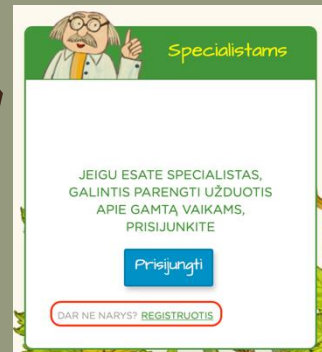 Specialistams
JEIGU ESATE SPECIALISTAS,
GALINTIS PARENGTI UŽDUOTIS
APIE GAMTĄ VAIKAMS,
PRISIJUNKITE
Prisijungti
DAR NE NARYS? REGISTRUOTIS